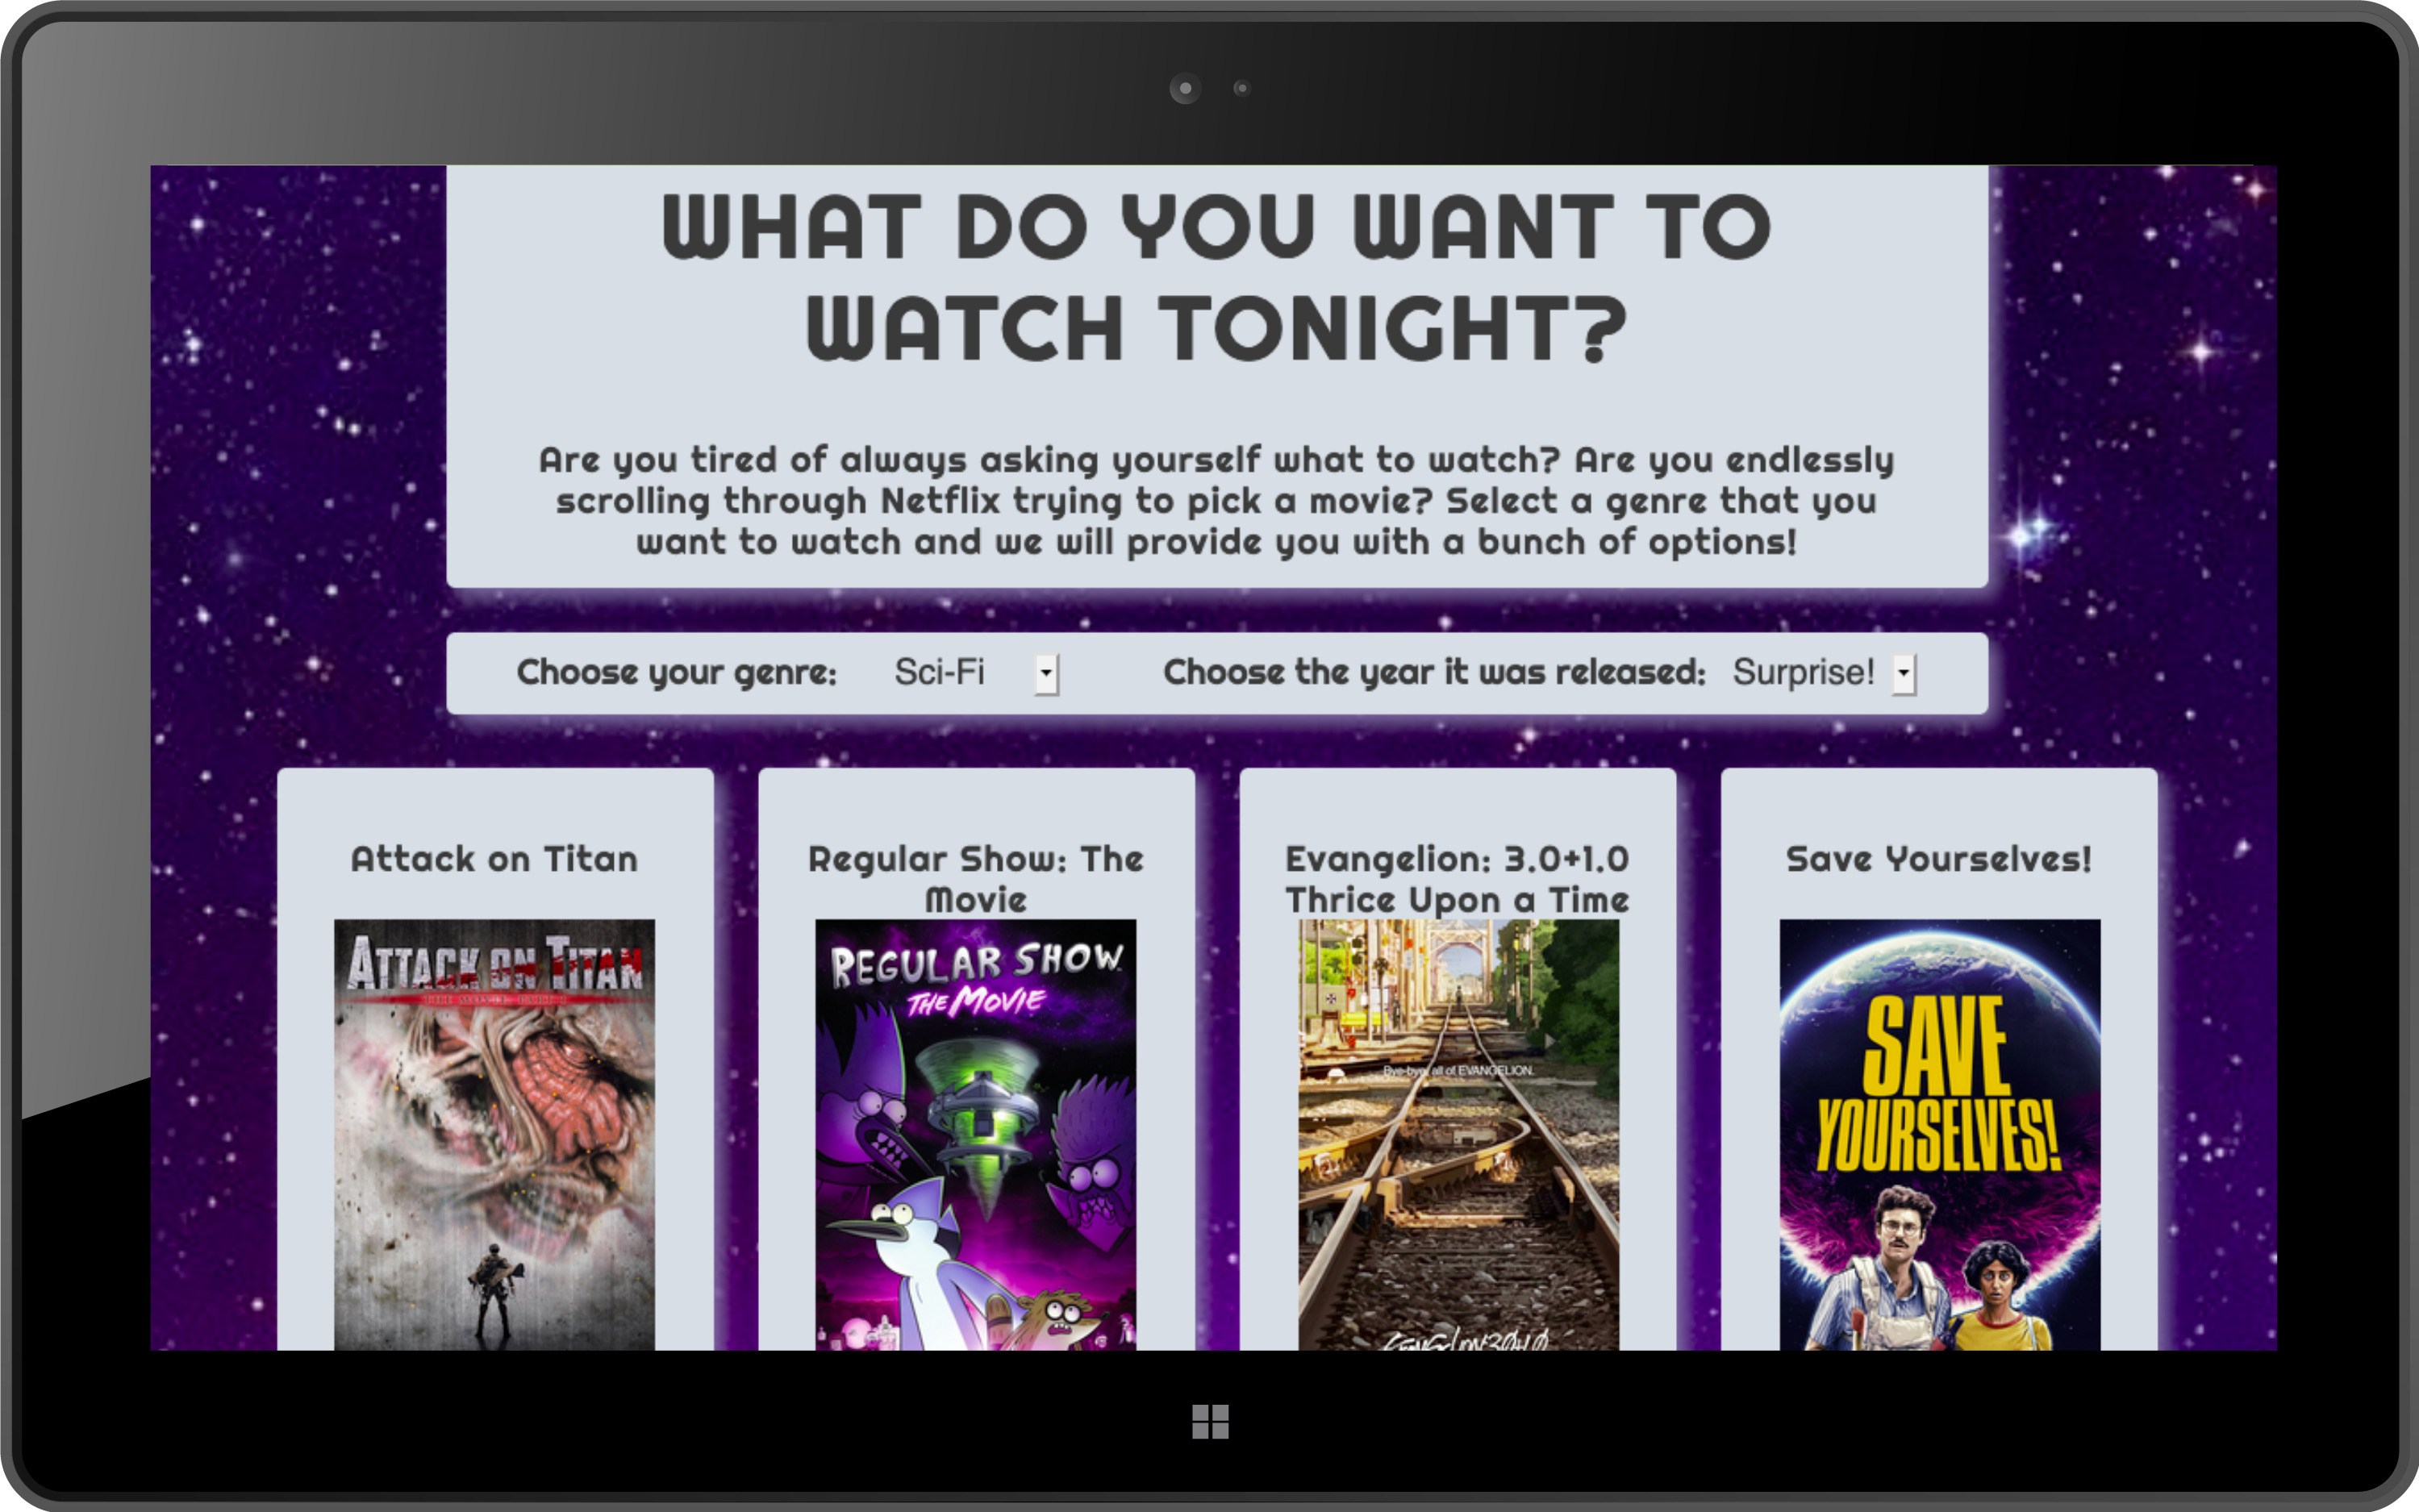 WHAT DO YOU WANT TO
WATCH TONIGHT?
Are you tired of always asking yourself what to watch? Are you endlessly
scrolling through Netflix trying to pick a movie? Select a genre that you
want to watch and we will provide you with a bunch of options!
Choose your genre: Sci-Fi Choose the year it was released: Surprise!
Attack on Titan
ATTACK ON TITAN
THE MOVIE: PART 1
Regular Show: The
Movie
REGULAR SHOW
THE MOVIE
Evangelion: 3.0+1.0
Thrice Upon a Time
Bye-bye, all of EVANGELION.
Save Yourselves!
SAVE
YOURSELVES!